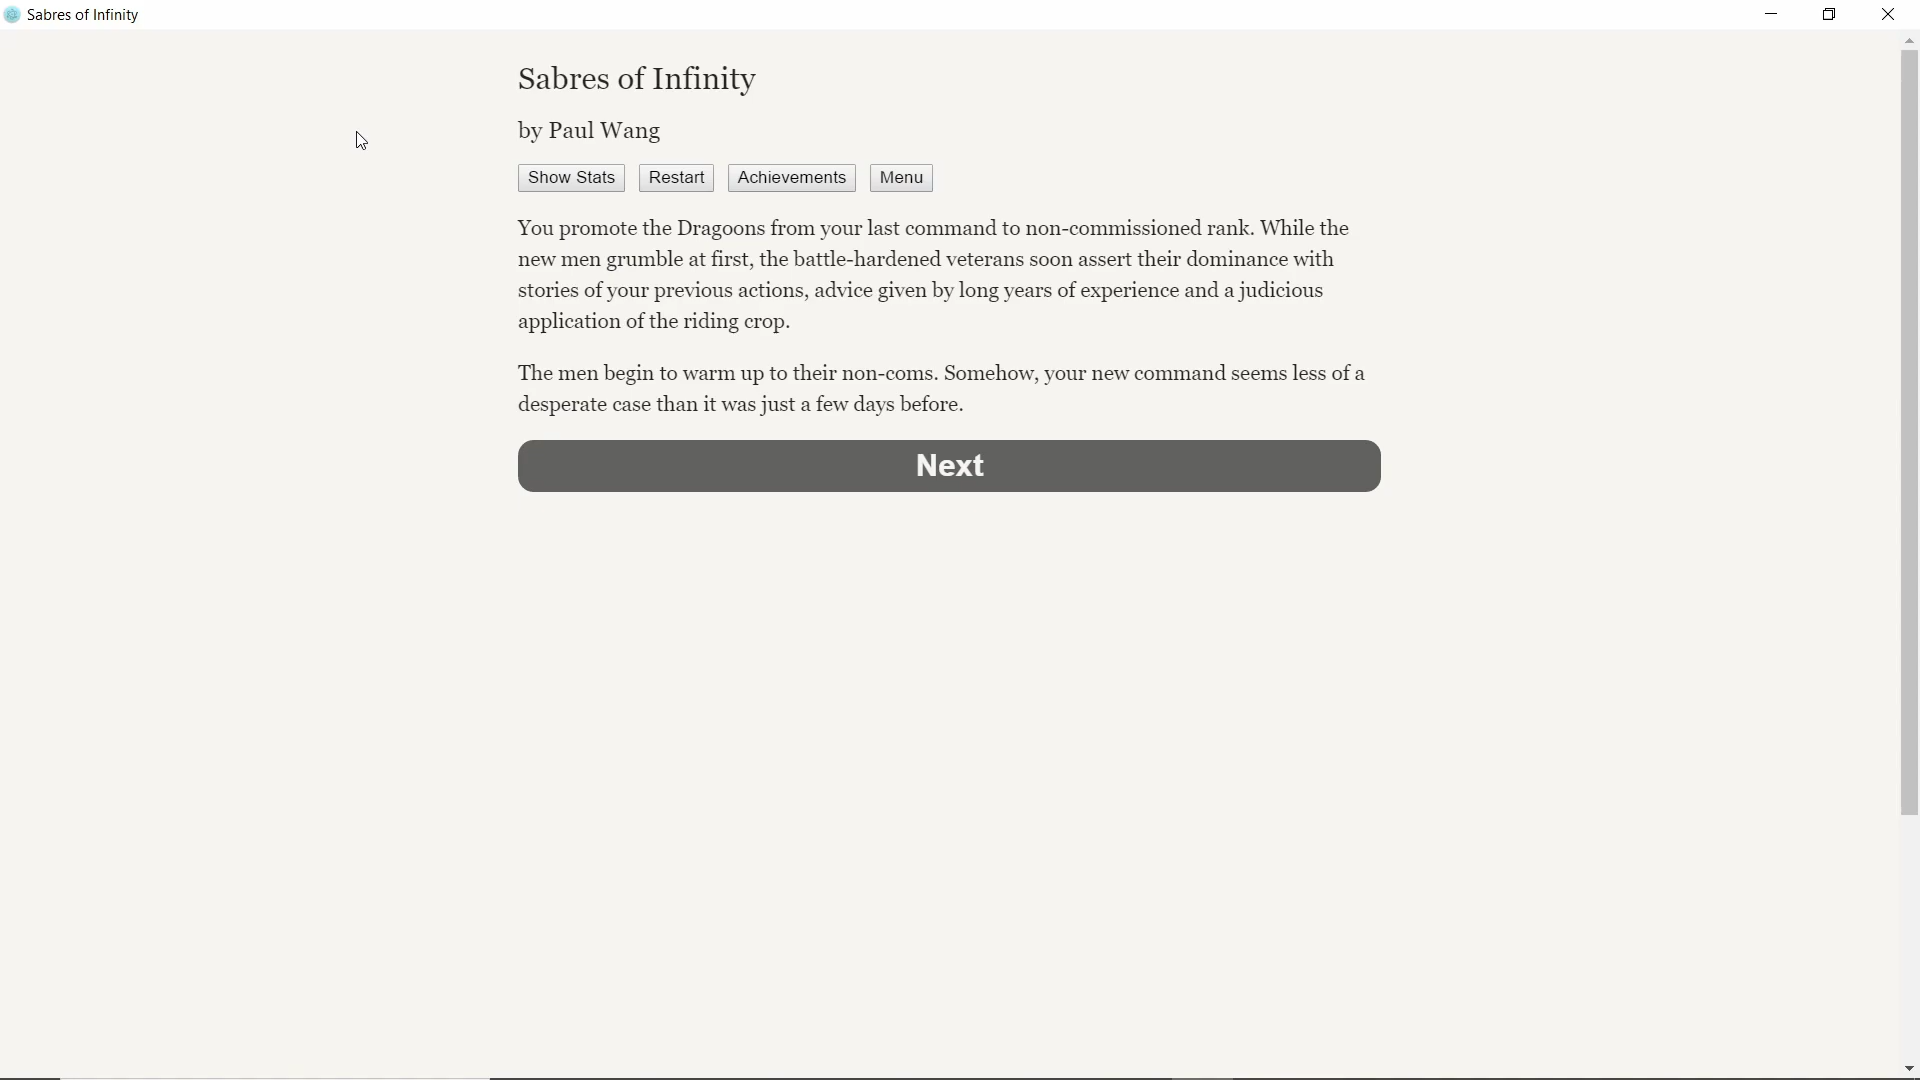 Sabres of Infinity
Sabres of Infinity
by Paul Wang
Show Stats Restart Achievements Menu
You promote the Dragoons from your last command to non-commissioned rank. While the
new men grumble at first, the battle-hardened veterans soon assert their dominance with
stories of your previous actions, advice given by long years of experience and a judicious
application of the riding crop.
The men begin to warm up to their non-coms. Somehow, your new command seems less of a
desperate case than it was just a few days before.
Next